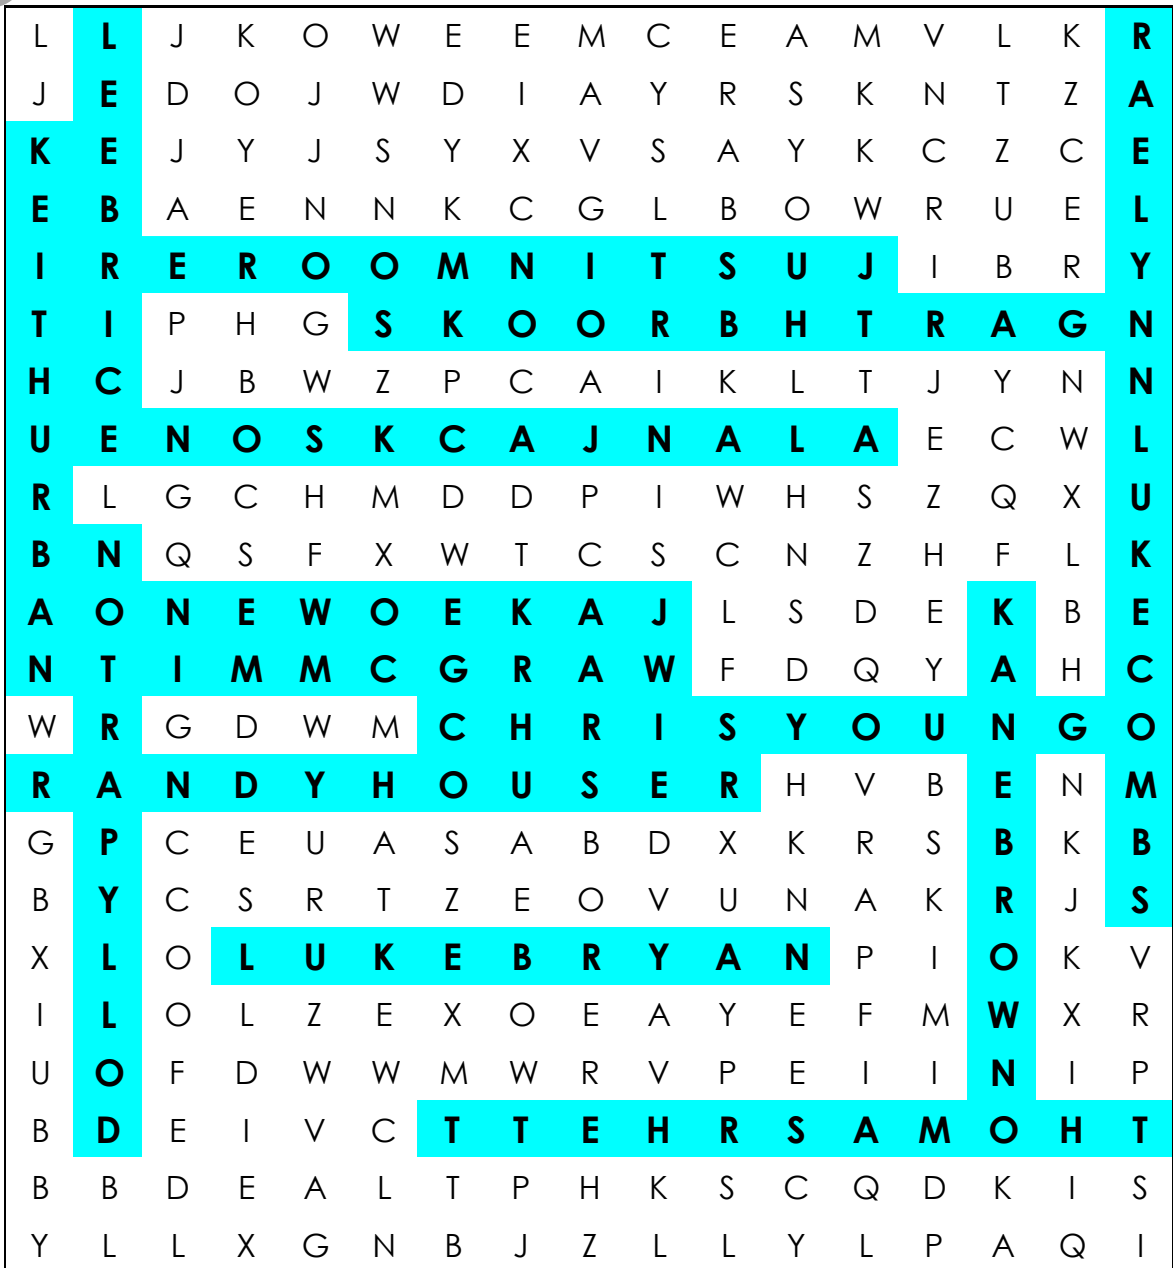 L L J K O W E E M C E A M V L K R
J E D O J W D I A Y R S K N T Z A
K E J Y J S Y X V S A Y K C Z C E
E B A E N N K C G L B O W R U E L
I R E R O O M N I T S U J I B R Y
T I P H G S K O O R B H T R A G N
H C J B W Z P C A I K L T J Y N N
U E N O S K C A J N A L A E C W L
R L G C H M D D P I W H S Z Q X U
B N Q S F X W T C S C N Z H F L K
A O N E W O E K A J L S D E K B E
N T I M M C G R A W F D Q Y A H C
W R G D W M C H R I S Y O U N G O
R A N D Y H O U S E R H V B E N M
G P C E U A S A B D X K R S B K B
B Y C S R T Z E O V U N A K R J S
X L O L U K E B R Y A N P I O K V
I L O L Z E X O E A Y E F M W X R
U O F D W W M W R V P E I I N I P
B D E I V C T T E H R S A M O H T
B B D E A L T P H K S C Q D K I S
Y L L X G N B J Z L L Y L P A Q I